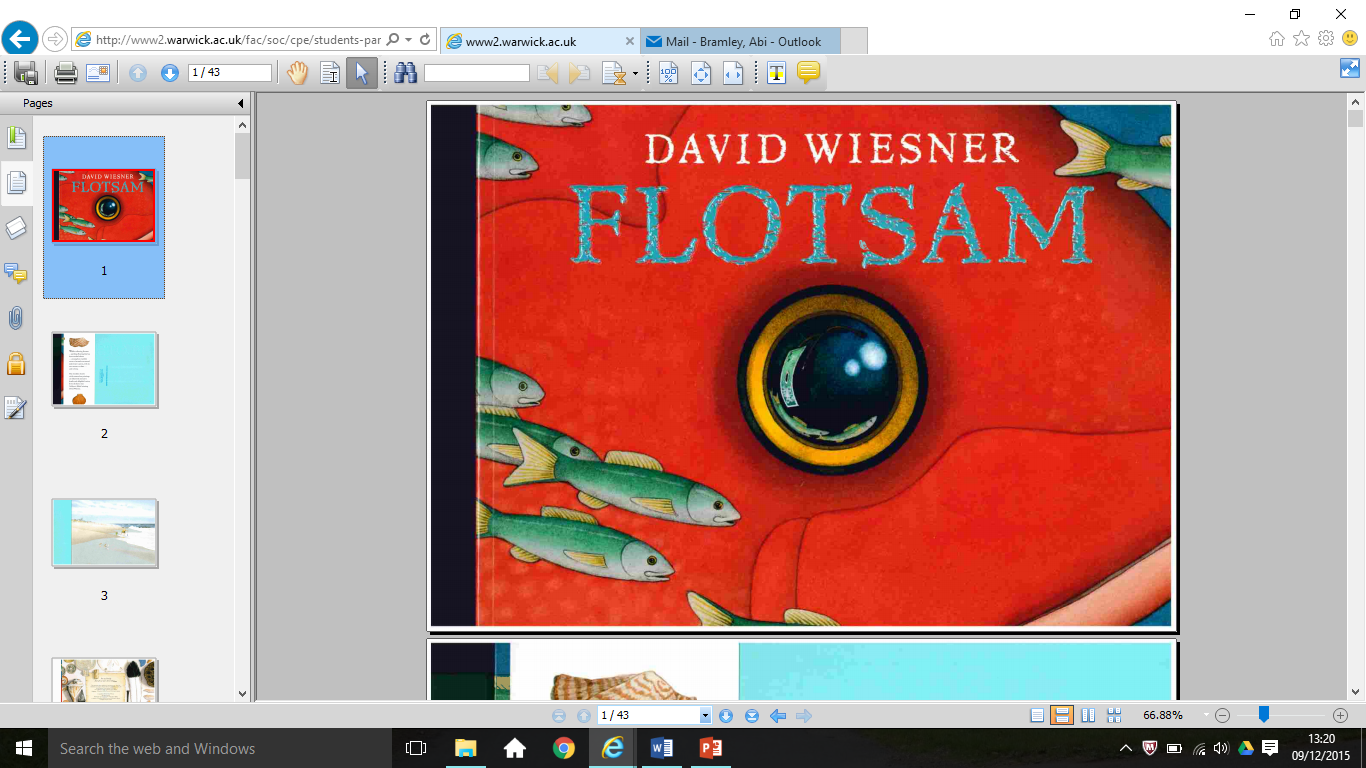 http://www2.warwick.ac.uk/fac/soc/cpe/students-par
www2.warwick.ac.uk
Mail - Bramley, Abi - Outlook
1 / 43
100 %
T
Pages
DAVID WIESNER
FLOTSAM
DAVID WIESNER
FLOTSAM
1
2
3
1 / 43
66.88%
Search the web and Windows
13:20
09/12/2015